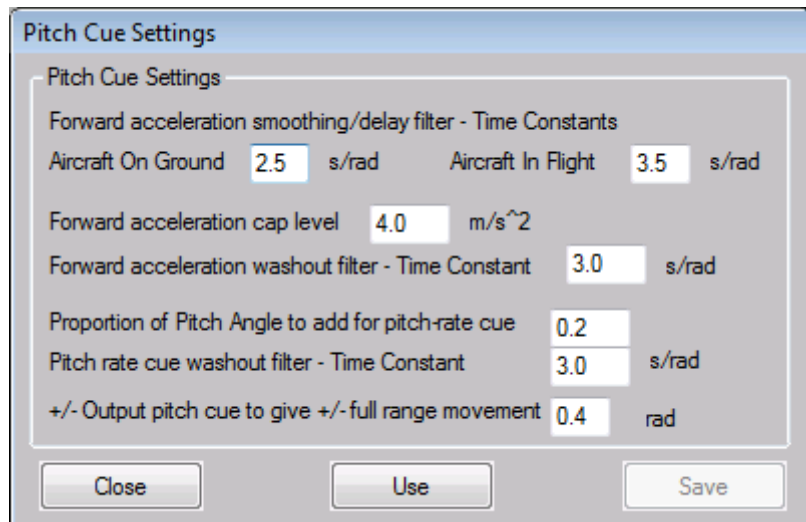 Pitch Cue Settings
Pitch Cue Settings
Forward acceleration smoothing/delay filter - Time Constants
Aircraft On Ground 2.5 s/rad Aircraft In Flight 3.5 s/rad
Forward acceleration cap level 4.0 m/s^2
Forward acceleration washout filter - Time Constant 3.0 s/rad
Proportion of Pitch Angle to add for pitch-rate cue 0.2
Pitch rate cue washout filter - Time Constant 3.0 s/rad
+/- Output pitch cue to give +/- full range movement 0.4 rad
Close Use Save